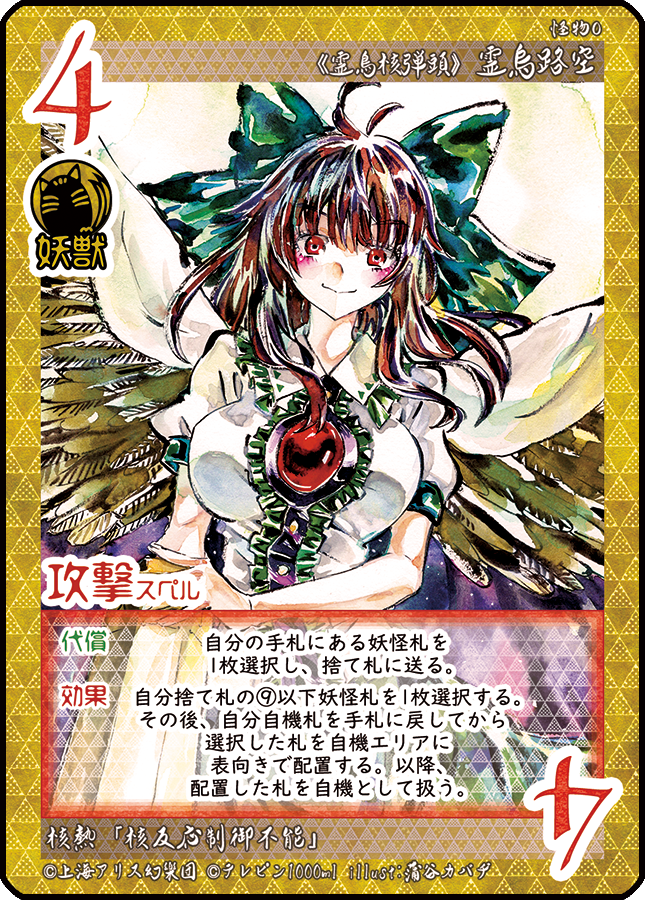 怪物0
4
《霊烏核弾頭》 霊烏路空
妖獣
攻撃スペル
代償 自分の手札にある妖怪札を
1枚選択し、捨て札に送る。
効果 自分捨て札の⑨以下妖怪札を1枚選択する。
その後、自分自機札を手札に戻してから
選択した札を自機エリアに
表向きで配置する。以降、
配置した札を自機として扱う。
4
核熱「核反応制御不能」
©上海アリス幻樂団 ©テレピン1000ml illust:蒲谷カバヂ